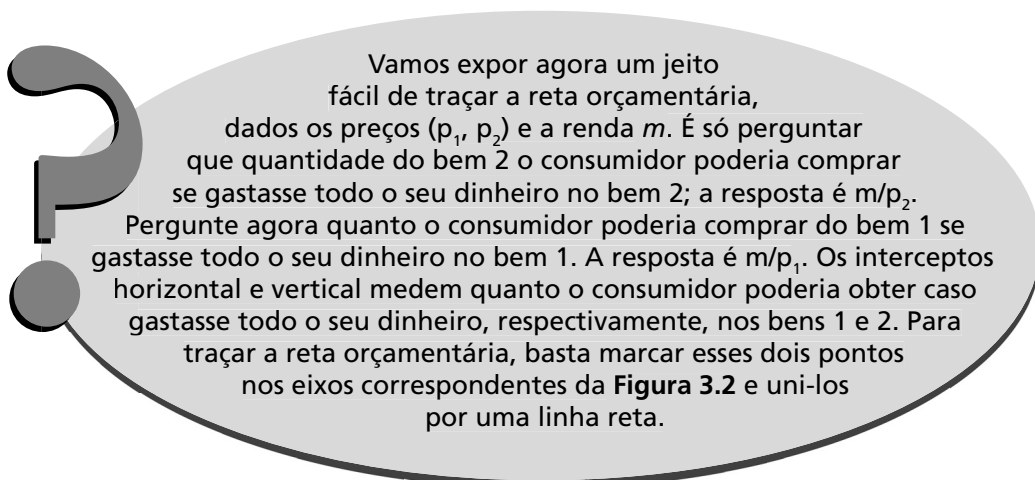 Vamos expor agora um jeito
fácil de traçar a reta orçamentária,
dados os preços (p₁, p₂) e a renda m. É só perguntar
que quantidade do bem 2 o consumidor poderia comprar
se gastasse todo o seu dinheiro no bem 2; a resposta é m/p₂.
Pergunte agora quanto o consumidor poderia comprar do bem 1 se
gastasse todo o seu dinheiro no bem 1. A resposta é m/p₁. Os interceptos
horizontal e vertical medem quanto o consumidor poderia obter caso
gastasse todo o seu dinheiro, respectivamente, nos bens 1 e 2. Para
traçar a reta orçamentária, basta marcar esses dois pontos
nos eixos correspondentes da Figura 3.2 e uni-los
por uma linha reta.